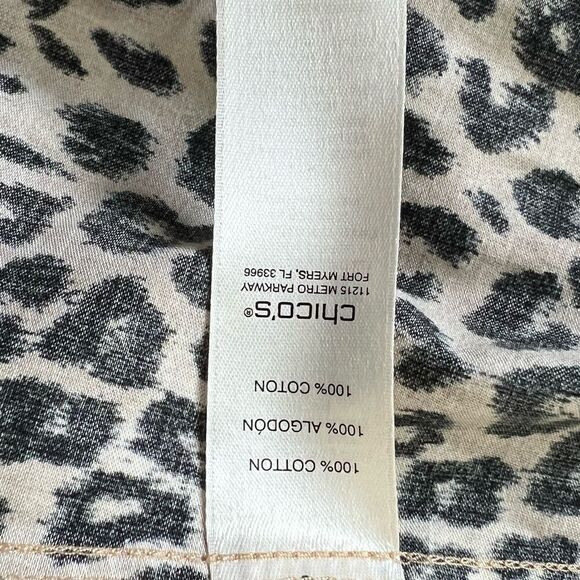 100% COTTON
100% ALGODÓN
100% COTON
chico's®
11215 METRO PARKWAY
FORT MYERS, FL 33966